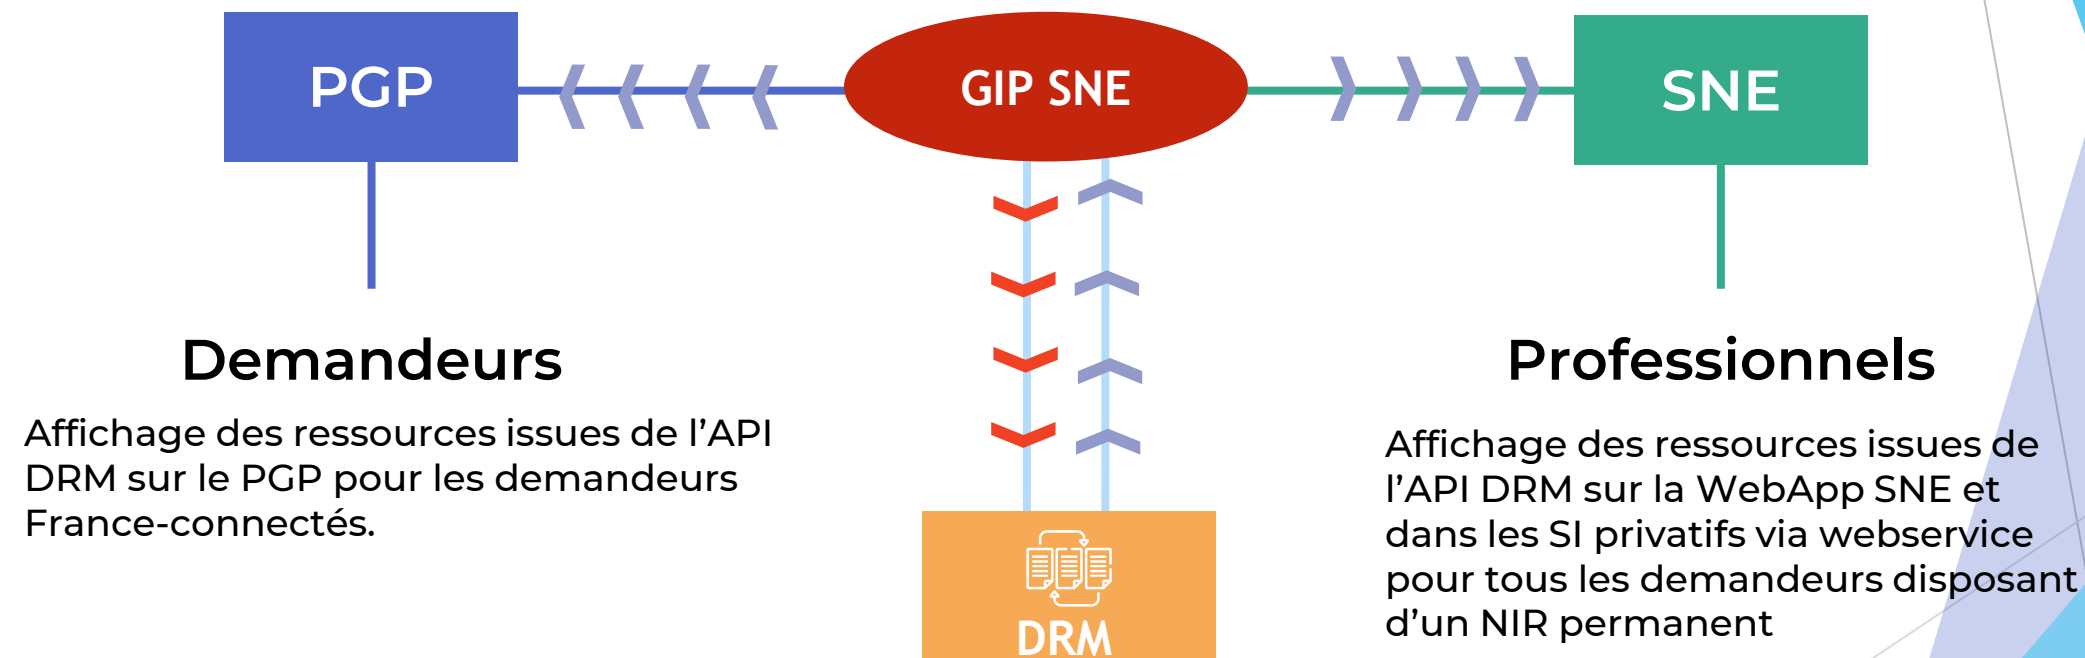 PGP
GIP SNE
SNE
Demandeurs
Affichage des ressources issues de l’API
DRM sur le PGP pour les demandeurs
France-connectés.
DRM
Professionnels
Affichage des ressources issues de
l’API DRM sur la WebApp SNE et
dans les SI privatifs via webservice
pour tous les demandeurs disposant
d’un NIR permanent